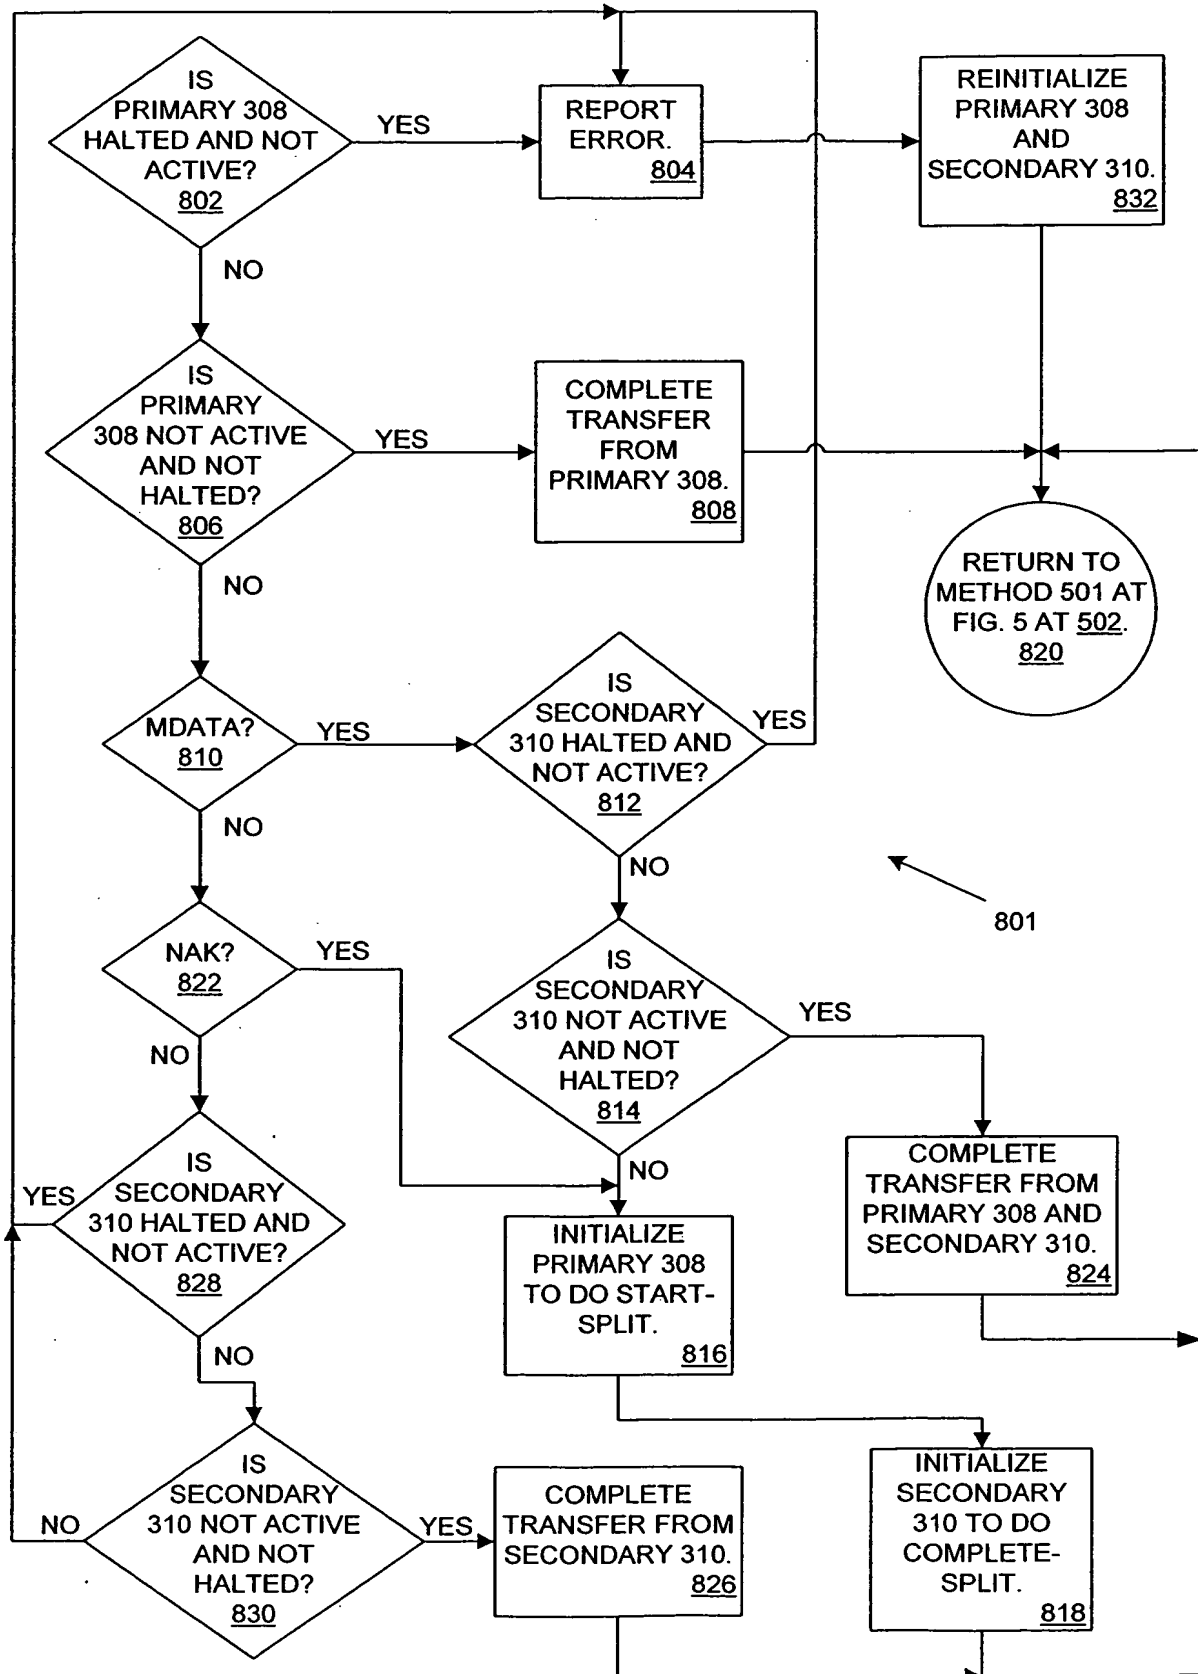 IS
PRIMARY 308
HALTED AND NOT
ACTIVE?
802
YES
NO
REPORT
ERROR.
804
REINITIALIZE
PRIMARY 308
AND
SECONDARY 310.
832
IS
PRIMARY
308 NOT ACTIVE
AND NOT
HALTED?
806
YES
NO
COMPLETE
TRANSFER
FROM
PRIMARY 308.
808
RETURN TO
METHOD 501 AT
FIG. 5 AT 502.
820
MDATA?
810
YES
NO
IS
SECONDARY
310 HALTED AND
NOT ACTIVE?
812
YES
NO
801
NAK?
822
YES
NO
IS
SECONDARY
310 NOT ACTIVE
AND NOT
HALTED?
814
YES
NO
IS
SECONDARY
310 HALTED AND
NOT ACTIVE?
828
YES
NO
INITIALIZE
PRIMARY 308
TO DO START-
SPLIT.
816
COMPLETE
TRANSFER FROM
PRIMARY 308 AND
SECONDARY 310.
824
IS
SECONDARY
310 NOT ACTIVE
AND NOT
HALTED?
830
NO
YES
COMPLETE
TRANSFER FROM
SECONDARY 310.
826
INITIALIZE
SECONDARY
310 TO DO
COMPLETE-
SPLIT.
818